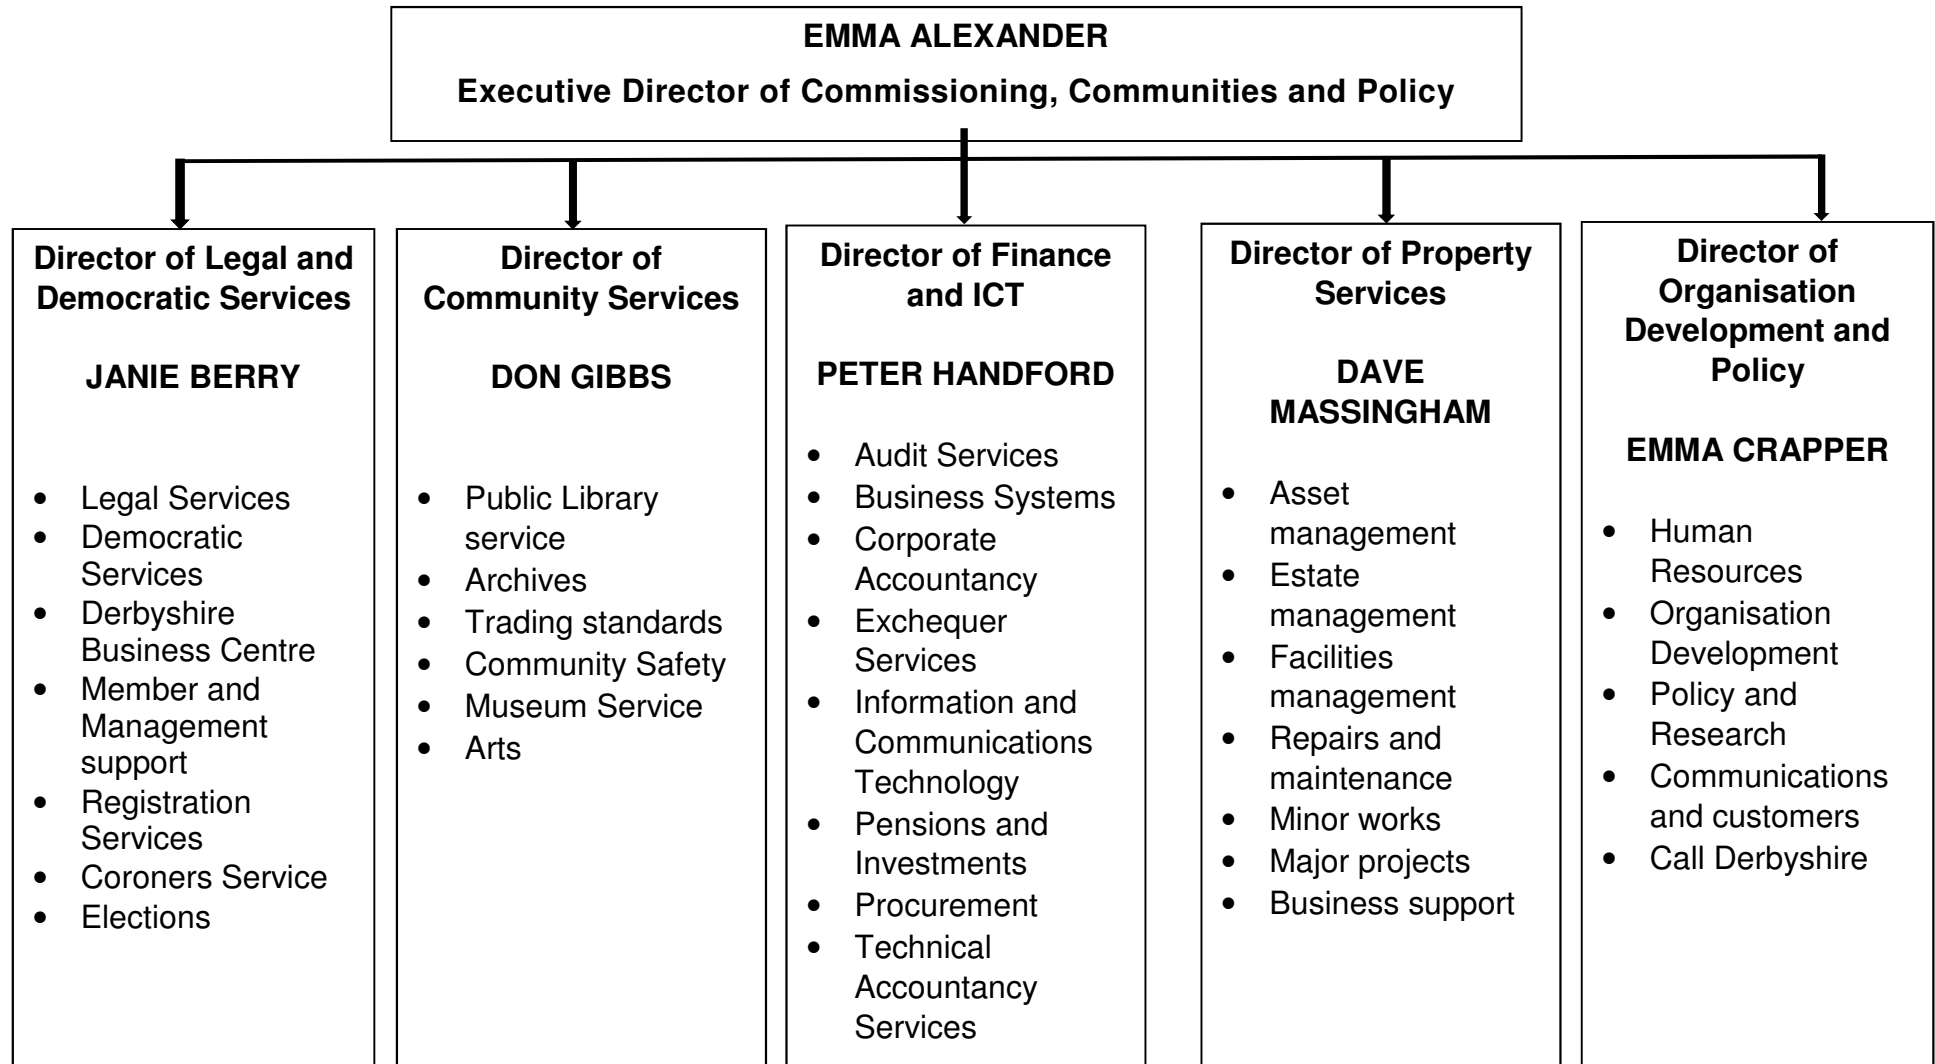 EMMA ALEXANDER
Executive Director of Commissioning, Communities and Policy
Director of Legal and
Democratic Services
JANIE BERRY
• Legal Services
• Democratic
Services
• Derbyshire
Business Centre
• Member and
Management
support
• Registration
Services
• Coroners Service
• Elections
Director of
Community Services
DON GIBBS
• Public Library
service
• Archives
• Trading standards
• Community Safety
• Museum Service
• Arts
Director of Finance
and ICT
PETER HANDFORD
• Audit Services
• Business Systems
• Corporate
Accountancy
• Exchequer
Services
• Information and
Communications
Technology
• Pensions and
Investments
• Procurement
• Technical
Accountancy
Services
Director of Property
Services
DAVE
MASSINGHAM
• Asset
management
• Estate
management
• Facilities
management
• Repairs and
maintenance
• Minor works
• Major projects
• Business support
Director of
Organisation
Development and
Policy
EMMA CRAPPER
• Human
Resources
• Organisation
Development
• Policy and
Research
• Communications
and customers
• Call Derbyshire